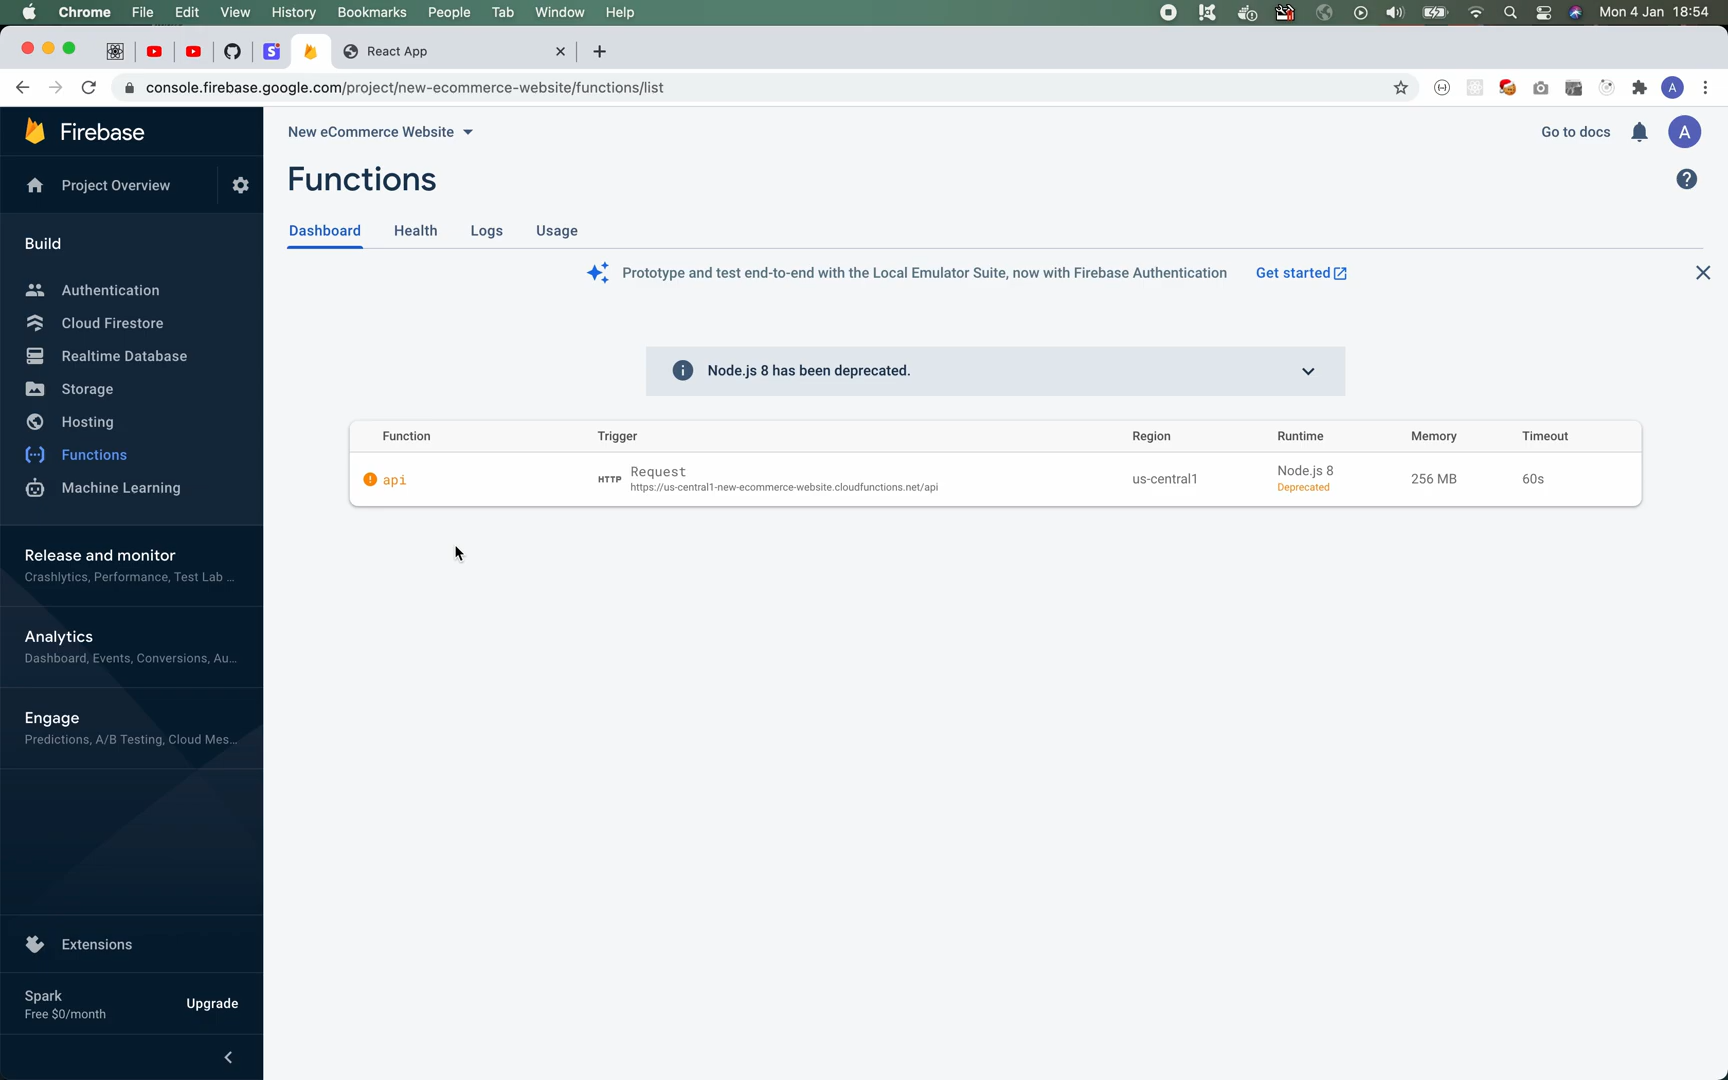 Chrome File Edit View History Bookmarks People Tab Window Help Mon 4 Jan 18:54
React App
console.firebase.google.com/project/new-ecommerce-website/functions/list
A
Firebase
New eCommerce Website
Go to docs
A
Project Overview
Functions
Build
Dashboard Health Logs Usage
Prototype and test end-to-end with the Local Emulator Suite, now with Firebase Authentication Get started
Authentication
Cloud Firestore
Realtime Database
Storage
Hosting
Functions
Machine Learning
Node.js 8 has been deprecated.
Function Trigger Region Runtime Memory Timeout
api HTTP Request us-central1 Node.js 8 256 MB 60s
https://us-central1-new-ecommerce-website.cloudfunctions.net/api Deprecated
Release and monitor
Crashlytics, Performance, Test Lab ...
Analytics
Dashboard, Events, Conversions, Au...
Engage
Predictions, A/B Testing, Cloud Mes...
Extensions
Spark
Free $0/month
Upgrade